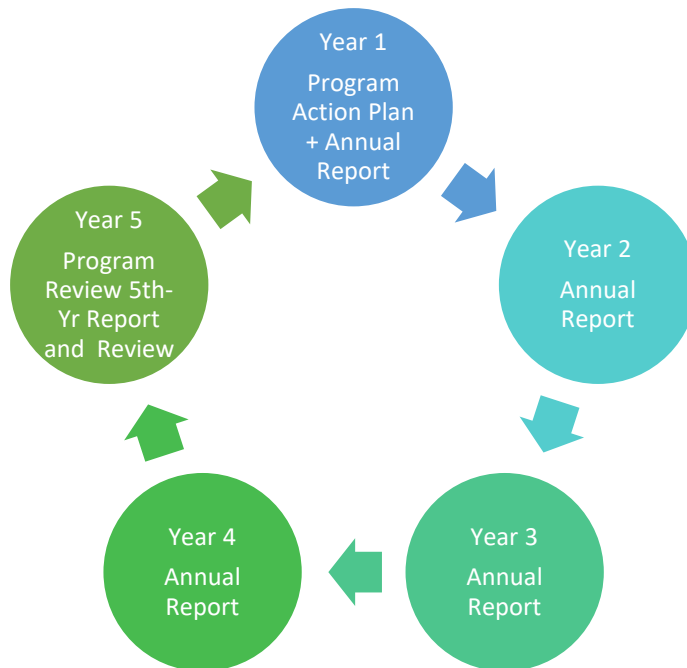 Year 1
Program
Action Plan
+ Annual
Report
Year 2
Annual
Report
Year 3
Annual
Report
Year 4
Annual
Report
Year 5
Program
Review 5th-
Yr Report
and Review